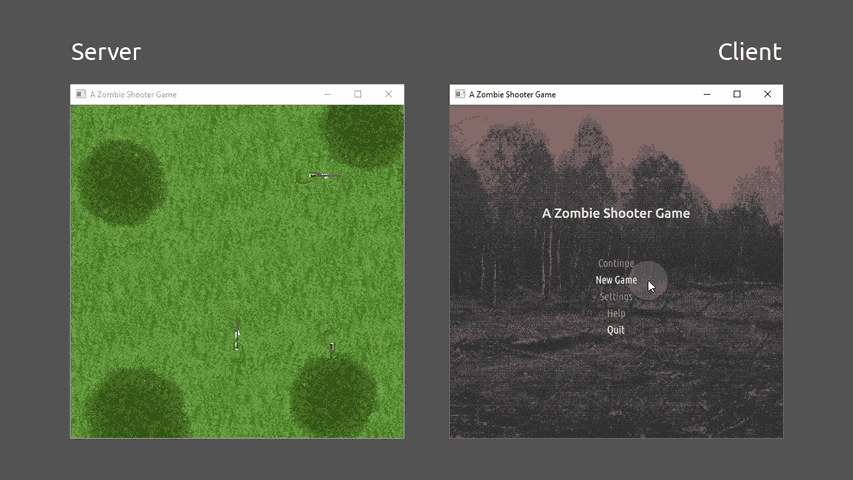 Server
Client
A Zombie Shooter Game
A Zombie Shooter Game
A Zombie Shooter Game
Continue
New Game
Settings
Help
Quit